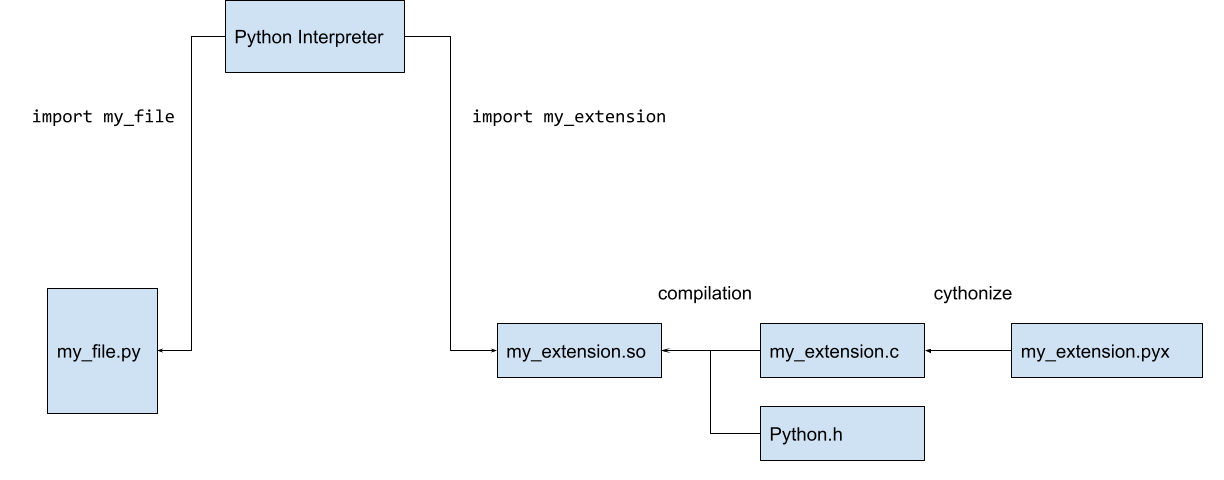 Python Interpreter
import my_file
import my_extension
compilation
cythonize
my_file.py
my_extension.so
my_extension.c
my_extension.pyx
Python.h